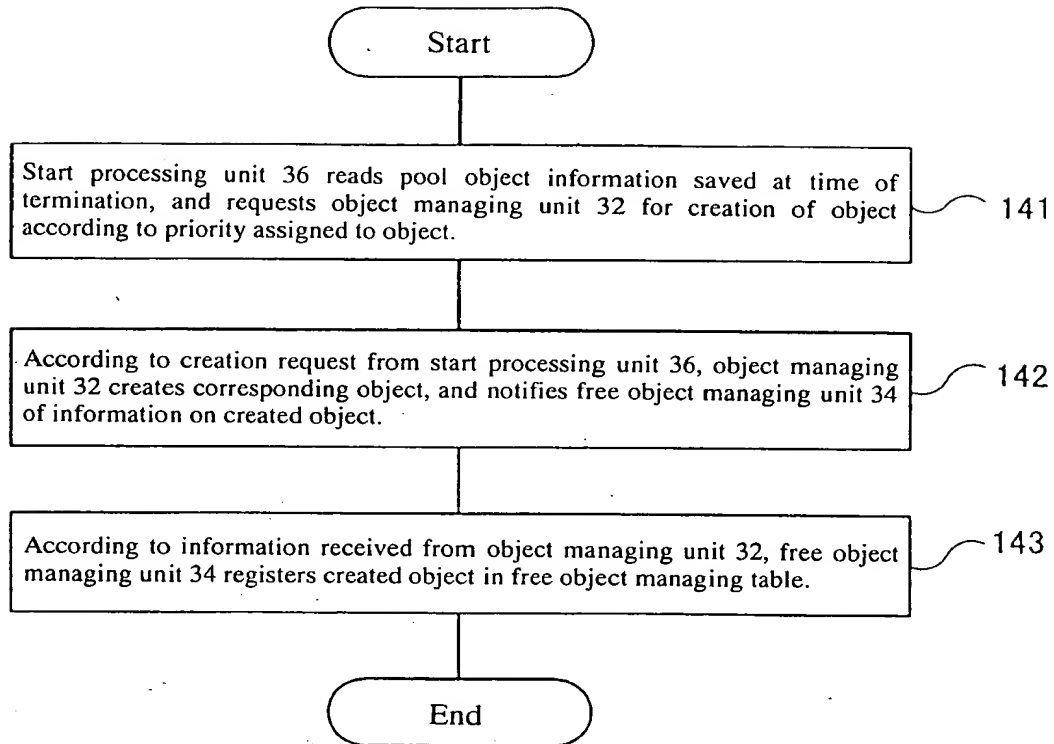 Start
Start processing unit 36 reads pool object information saved at time of
termination, and requests object managing unit 32 for creation of object
according to priority assigned to object.
141
According to creation request from start processing unit 36, object managing
unit 32 creates corresponding object, and notifies free object managing unit 34
of information on created object.
142
According to information received from object managing unit 32, free object
managing unit 34 registers created object in free object managing table.
143
End